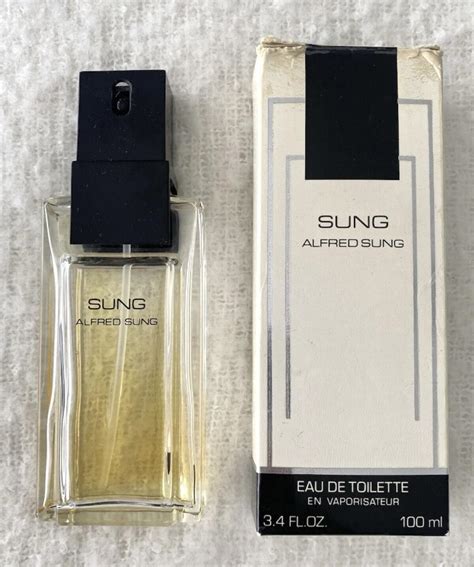 SUNG
ALFRED SUNG
SUNG
ALFRED SUNG
EAU DE TOILETTE
EN VAPORISATEUR
3.4 FL.OZ. 100 ml